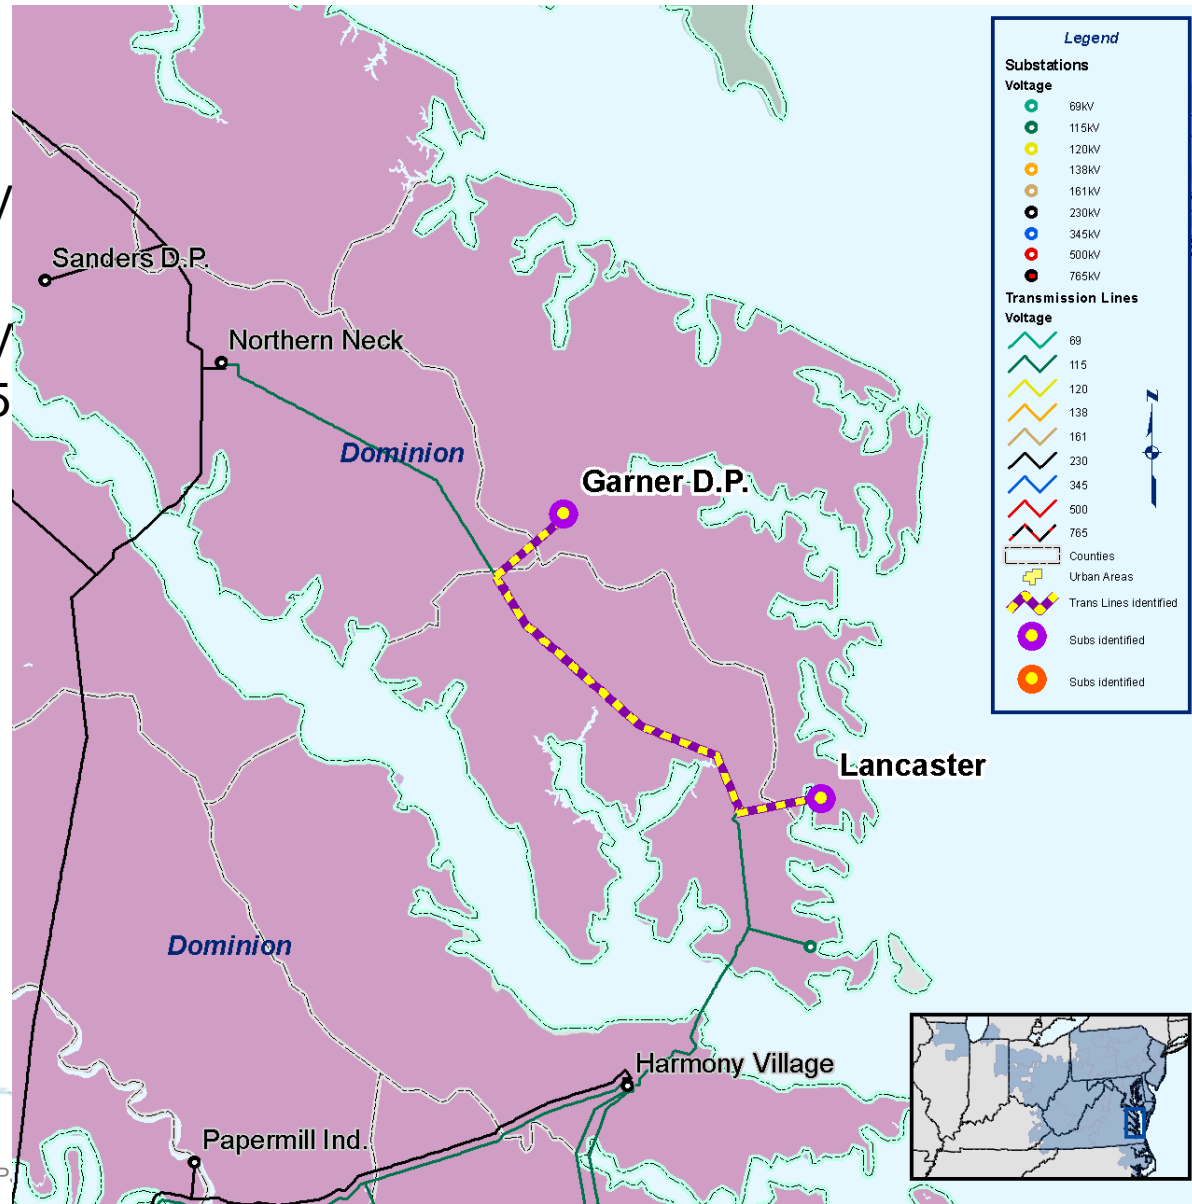 Legend
Substations
Voltage
69kV
115kV
120kV
138kV
161kV
230kV
345kV
500kV
765kV
Transmission Lines
Voltage
69
115
120
138
161
230
345
500
765
Counties
Urban Areas
Trans Lines identified
Subs identified
Subs identified
N
/
Sanders D.P.
/
Northern Neck
5
Dominion
Garner D.P.
Lancaster
Dominion
Harmony Village
Papermill Ind.
P.